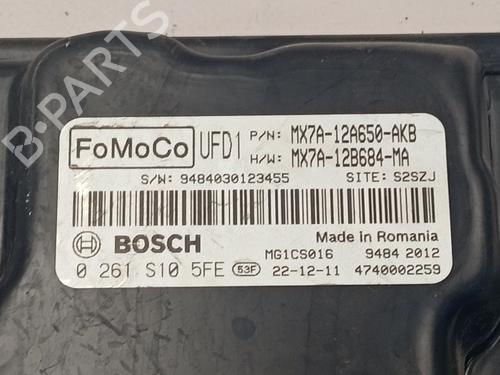 FoMoCo UFD1 P/N: MX7A-12A650-AKB
H/W: MX7A-12B684-MA
S/W: 9484030123455 SITE: S2SZJ
BOSCH Made in Romania
MG1CS016 9484 2012
0 261 S10 5FE 53F 22-12-11 4740002259